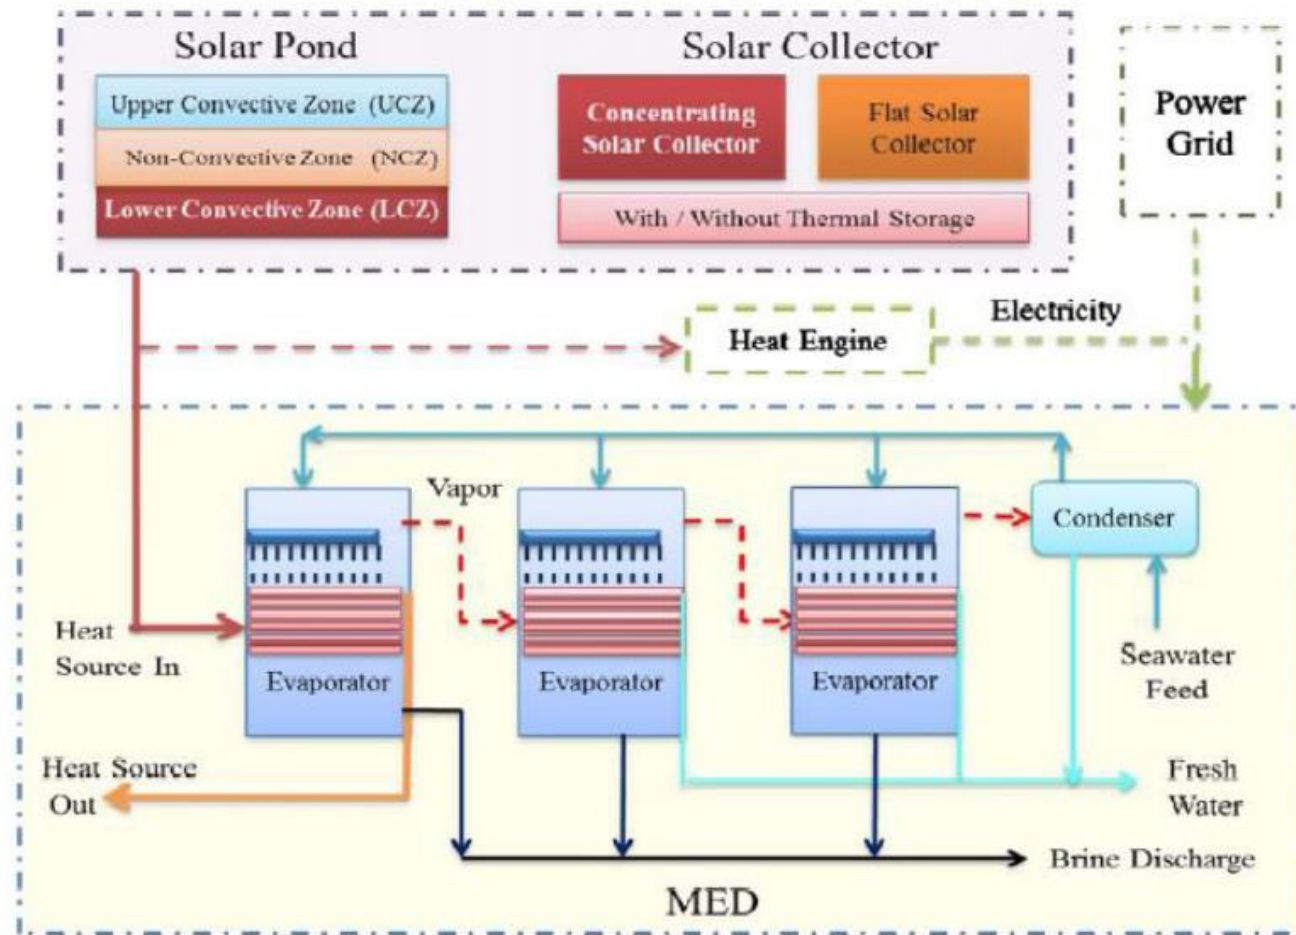 Solar Pond
Upper Convective Zone (UCZ)
Non-Convective Zone (NCZ)
Lower Convective Zone (LCZ)
Solar Collector
Concentrating
Solar Collector
Flat Solar
Collector
With / Without Thermal Storage
Power
Grid
Heat Engine
Electricity
Vapor
Condenser
Heat
Source In
Evaporator
Evaporator
Evaporator
Seawater
Feed
Heat Source
Out
Fresh
Water
Brine Discharge
MED